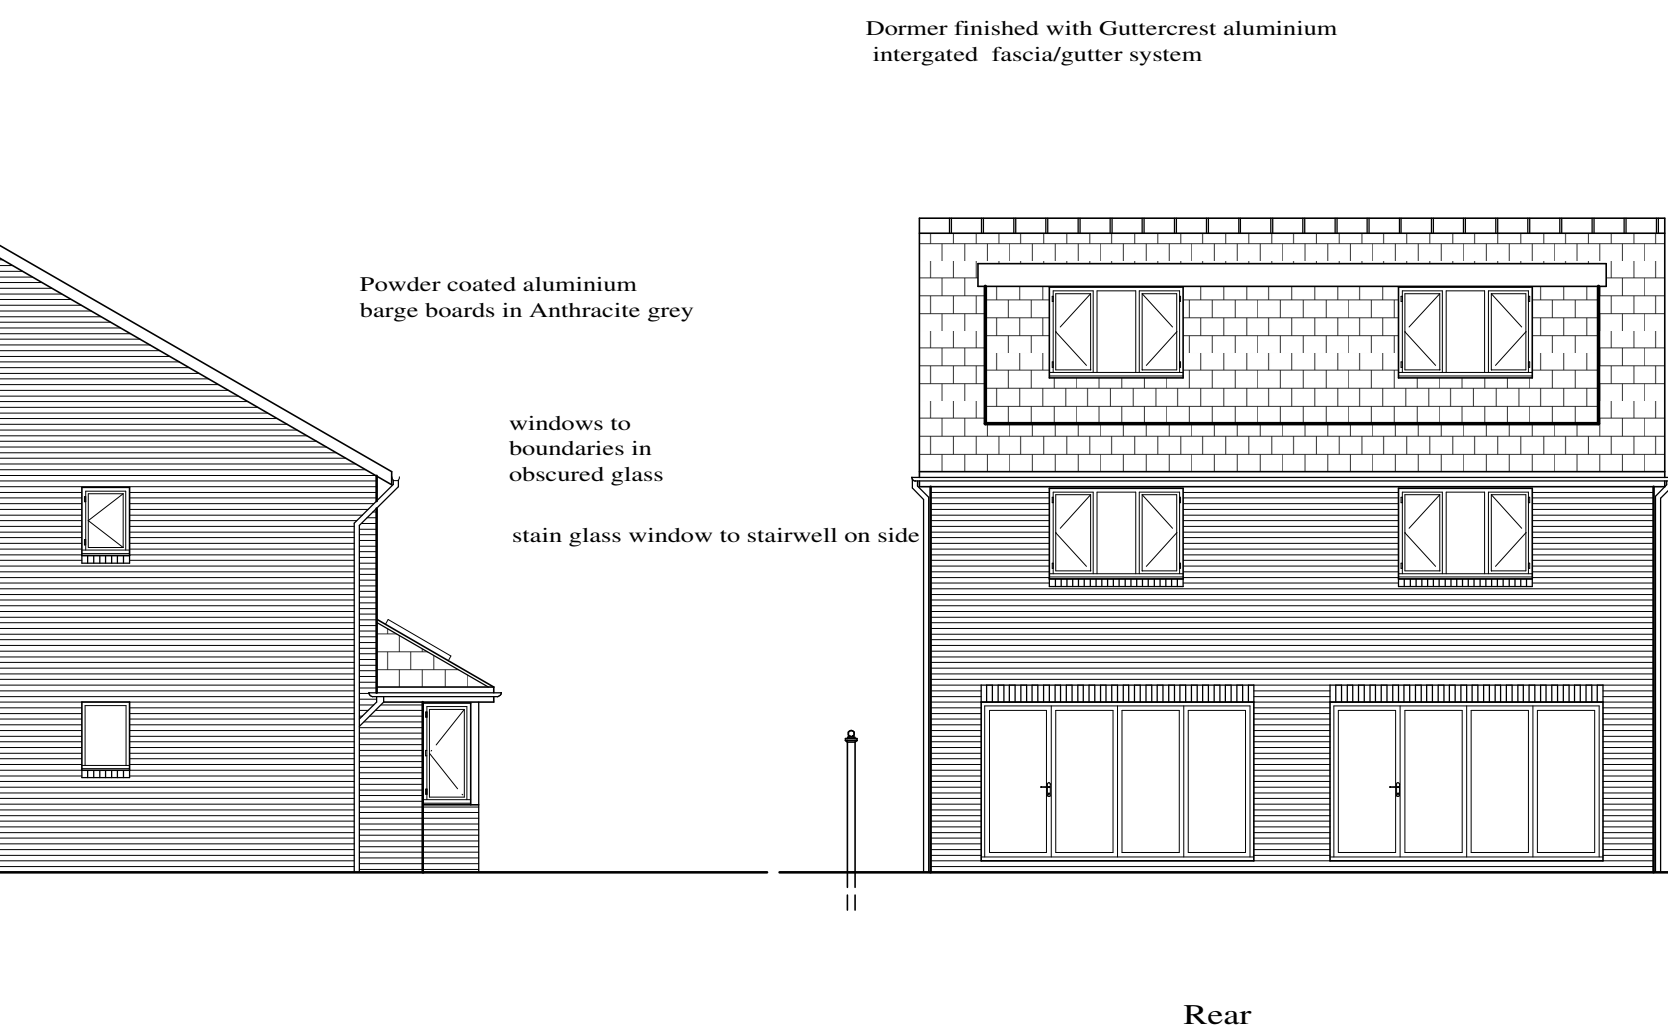 Dormer finished with Guttercrest aluminium
intergated fascia/gutter system
Powder coated aluminium
barge boards in Anthracite grey
windows to
boundaries in
obscured glass
stain glass window to stairwell on side
Rear